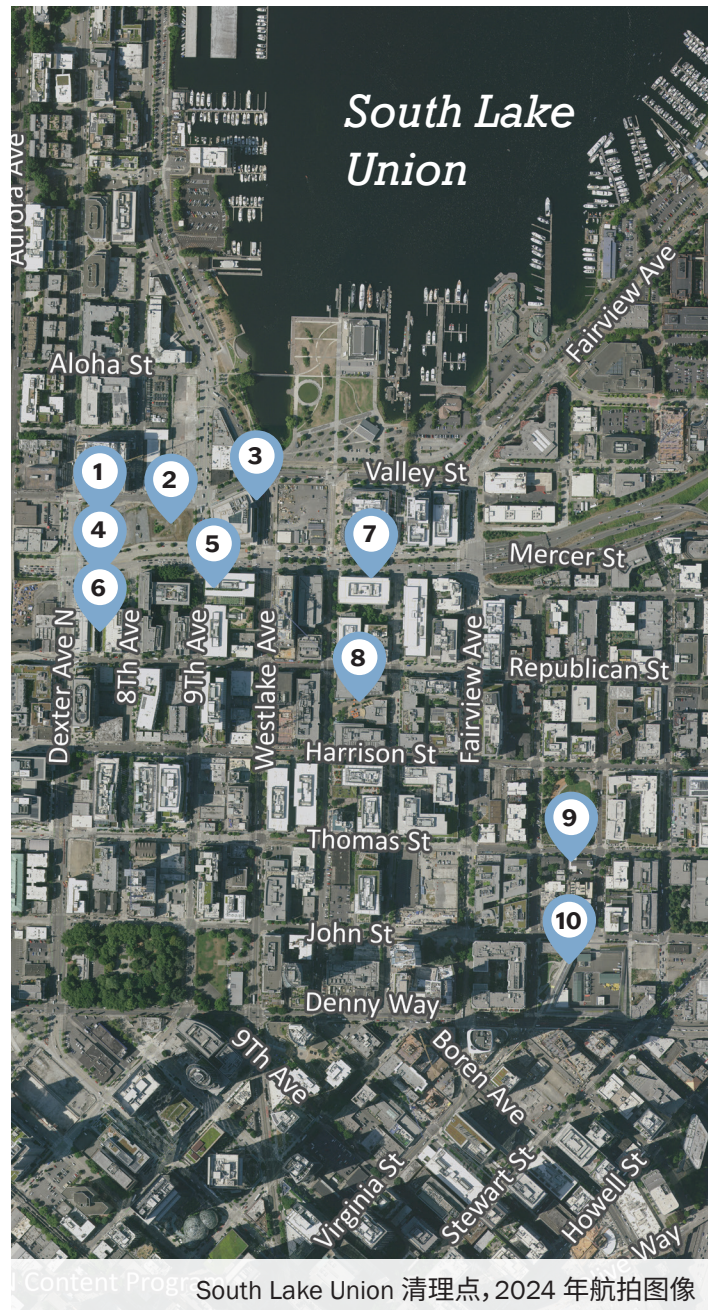 South Lake
Union
Aurora Ave
Fairview Ave
Aloha St
1
2
3
Valley St
4
5
7
Mercer St
6
Dexter Ave N
8Th Ave
9Th Ave
Westlake Ave
8
Fairview Ave
Republican St
Harrison St
9
Thomas St
10
John St
Denny Way
9Th Ave
Boren Ave
Virginia St
Stewart St
Howell St
Way
Content
South Lake Union 清理点，2024 年航拍图像